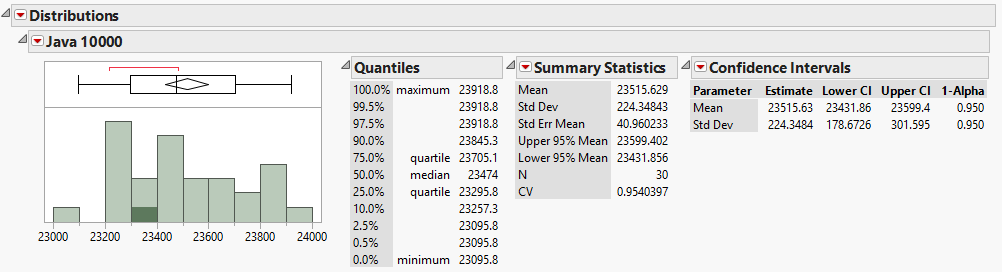 Distributions
Java 10000
23000 23200 23400 23600 23800 24000
Quantiles
100.0% maximum 23918.8
99.5% 23918.8
97.5% 23918.8
90.0% 23845.3
75.0% quartile 23705.1
50.0% median 23474
25.0% quartile 23295.8
10.0% 23257.3
2.5% 23095.8
0.5% 23095.8
0.0% minimum 23095.8
Summary Statistics
Mean 23515.629
Std Dev 224.34843
Std Err Mean 40.960233
Upper 95% Mean 23599.402
Lower 95% Mean 23431.856
N 30
CV 0.9540397
Confidence Intervals
Parameter Estimate Lower CI Upper CI 1-Alpha
Mean 23515.63 23431.86 23599.4 0.950
Std Dev 224.3484 178.6726 301.595 0.950